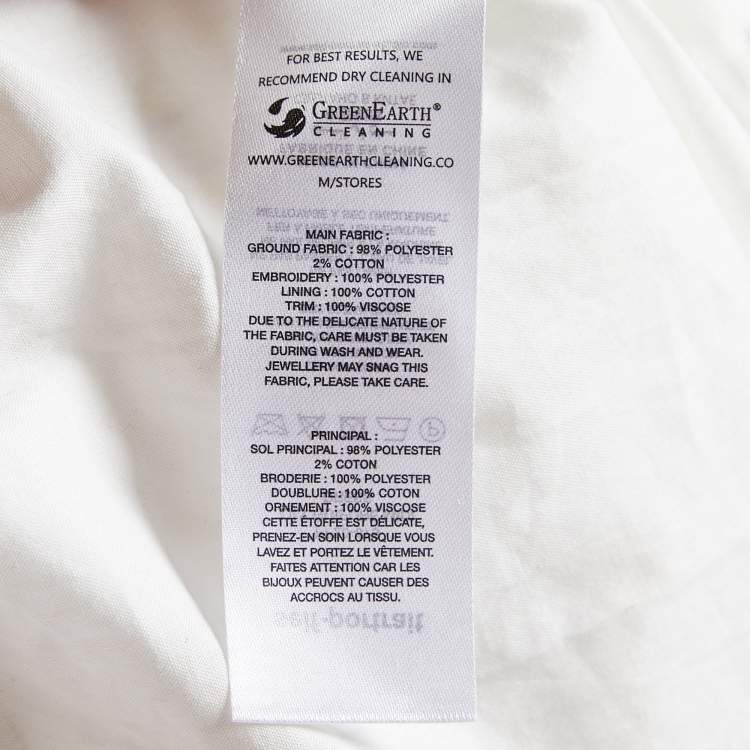 FOR BEST RESULTS, WE
RECOMMEND DRY CLEANING IN
GREENEARTH®
CLEANING
WWW.GREENEARTHCLEANING.CO
M/STORES
MAIN FABRIC :
GROUND FABRIC : 98% POLYESTER
2% COTTON
EMBROIDERY : 100% POLYESTER
LINING : 100% COTTON
TRIM : 100% VISCOSE
DUE TO THE DELICATE NATURE OF
THE FABRIC, CARE MUST BE TAKEN
DURING WASH AND WEAR.
JEWELLERY MAY SNAG THIS
FABRIC, PLEASE TAKE CARE.
PRINCIPAL :
SOL PRINCIPAL : 98% POLYESTER
2% COTON
BRODERIE : 100% POLYESTER
DOUBLURE : 100% COTON
ORNEMENT : 100% VISCOSE
CETTE ÉTOFFE EST DÉLICATE,
PRENEZ-EN SOIN LORSQUE VOUS
LAVEZ ET PORTEZ LE VÊTEMENT.
FAITES ATTENTION CAR LES
BIJOUX PEUVENT CAUSER DES
ACCROCS AU TISSU.
self-portrait